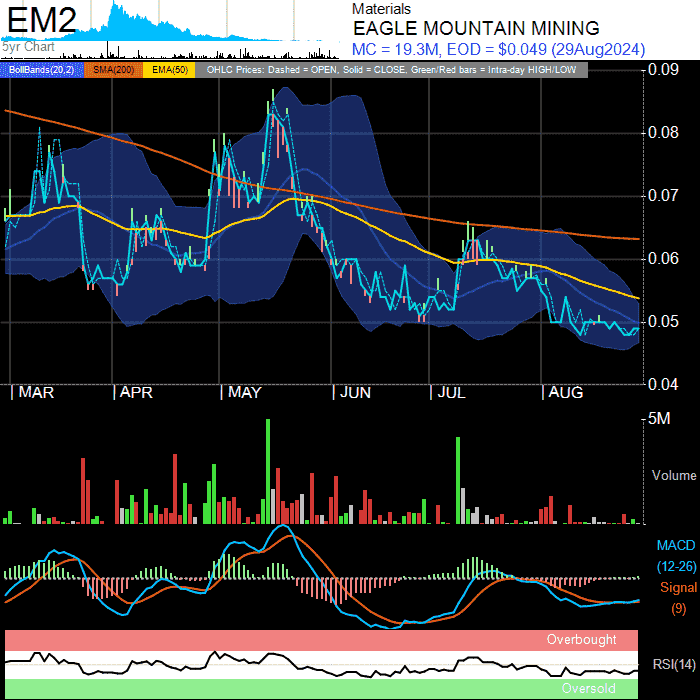 EM2
5yr Chart
Materials
EAGLE MOUNTAIN MINING
MC = 19.3M, EOD = $0.049 (29Aug2024)
BollBands(20,2) SMA(200) EMA(50) OHLC Prices: Dashed = OPEN, Solid = CLOSE, Green/Red bars = Intra-day HIGH/LOW
0.09
0.08
0.07
0.06
0.05
0.04
MAR APR MAY JUN JUL AUG
5M
Volume
MACD
(12-26)
Signal
(9)
Overbought
RSI(14)
Oversold